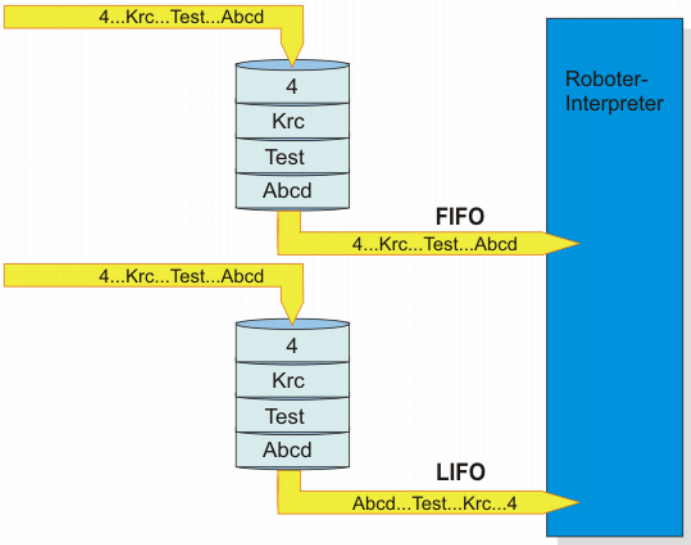 4...Krc...Test...Abcd
4
Krc
Test
Abcd
FIFO
4...Krc...Test...Abcd
Roboter-
Interpreter
4...Krc...Test...Abcd
4
Krc
Test
Abcd
LIFO
Abcd...Test...Krc...4